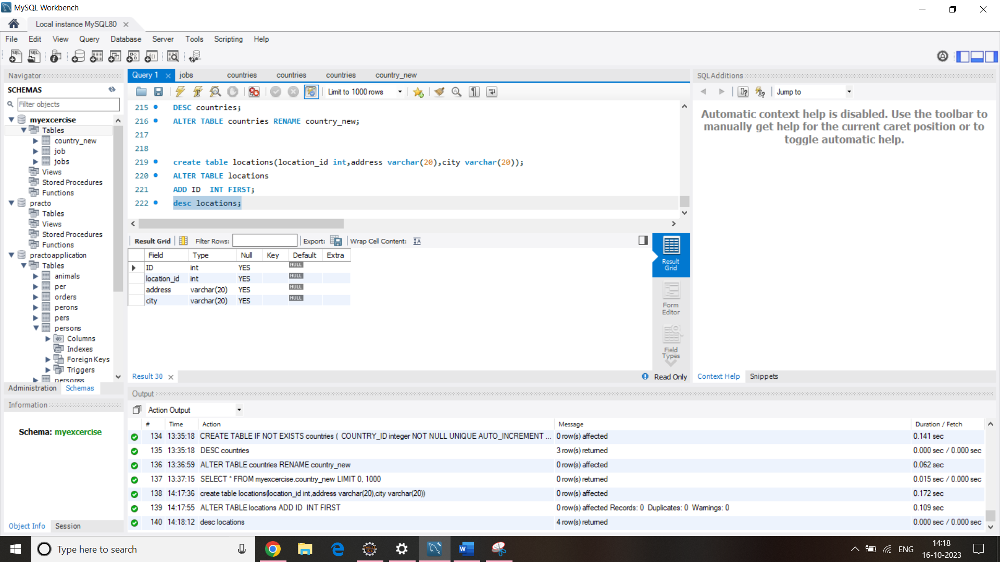 MySQL Workbench
Local instance MySQL80
File Edit View Query Database Server Tools Scripting Help
Navigator
SCHEMAS
Filter objects
myexcercise
Tables
country_new
job
jobs
Views
Stored Procedures
Functions
practo
Tables
Views
Stored Procedures
Functions
practoapplication
Tables
animals
per
orders
perons
pers
persons
Columns
Indexes
Foreign Keys
Triggers
personss
Administration Schemas
Information
Schema: myexcercise
Object Info Session
Query 1 jobs countries countries countries country_new
Limit to 1000 rows
215 DESC countries;
216 ALTER TABLE countries RENAME country_new;
217
218
219 create table locations(location_id int,address varchar(20),city varchar(20));
220 ALTER TABLE locations
221 ADD ID  INT FIRST;
222 desc locations;
Result Grid Filter Rows: Export: Wrap Cell Content:
Field Type Null Key Default Extra
ID int YES NULL
location_id int YES NULL
address varchar(20) YES NULL
city varchar(20) YES NULL
Result Grid
Form Editor
Field Types
Result 30 Read Only
SQLAdditions
Jump to
Automatic context help is disabled. Use the toolbar to
manually get help for the current caret position or to
toggle automatic help.
Context Help Snippets
Output
Action Output
# Time Action Message Duration / Fetch
134 13:35:18 CREATE TABLE IF NOT EXISTS countries ( COUNTRY_ID integer NOT NULL UNIQUE AUTO_INCREMENT ... 0 row(s) affected 0.141 sec
135 13:35:18 DESC countries 3 row(s) returned 0.000 sec / 0.000 sec
136 13:36:59 ALTER TABLE countries RENAME country_new 0 row(s) affected 0.062 sec
137 13:37:15 SELECT * FROM myexcercise.country_new LIMIT 0, 1000 0 row(s) returned 0.015 sec / 0.000 sec
138 14:17:36 create table locations(location_id int,address varchar(20),city varchar(20)) 0 row(s) affected 0.172 sec
139 14:17:55 ALTER TABLE locations ADD ID  INT FIRST 0 row(s) affected Records: 0  Duplicates: 0  Warnings: 0 0.109 sec
140 14:18:12 desc locations 4 row(s) returned 0.000 sec / 0.000 sec
Type here to search
ENG
14:18
16-10-2023